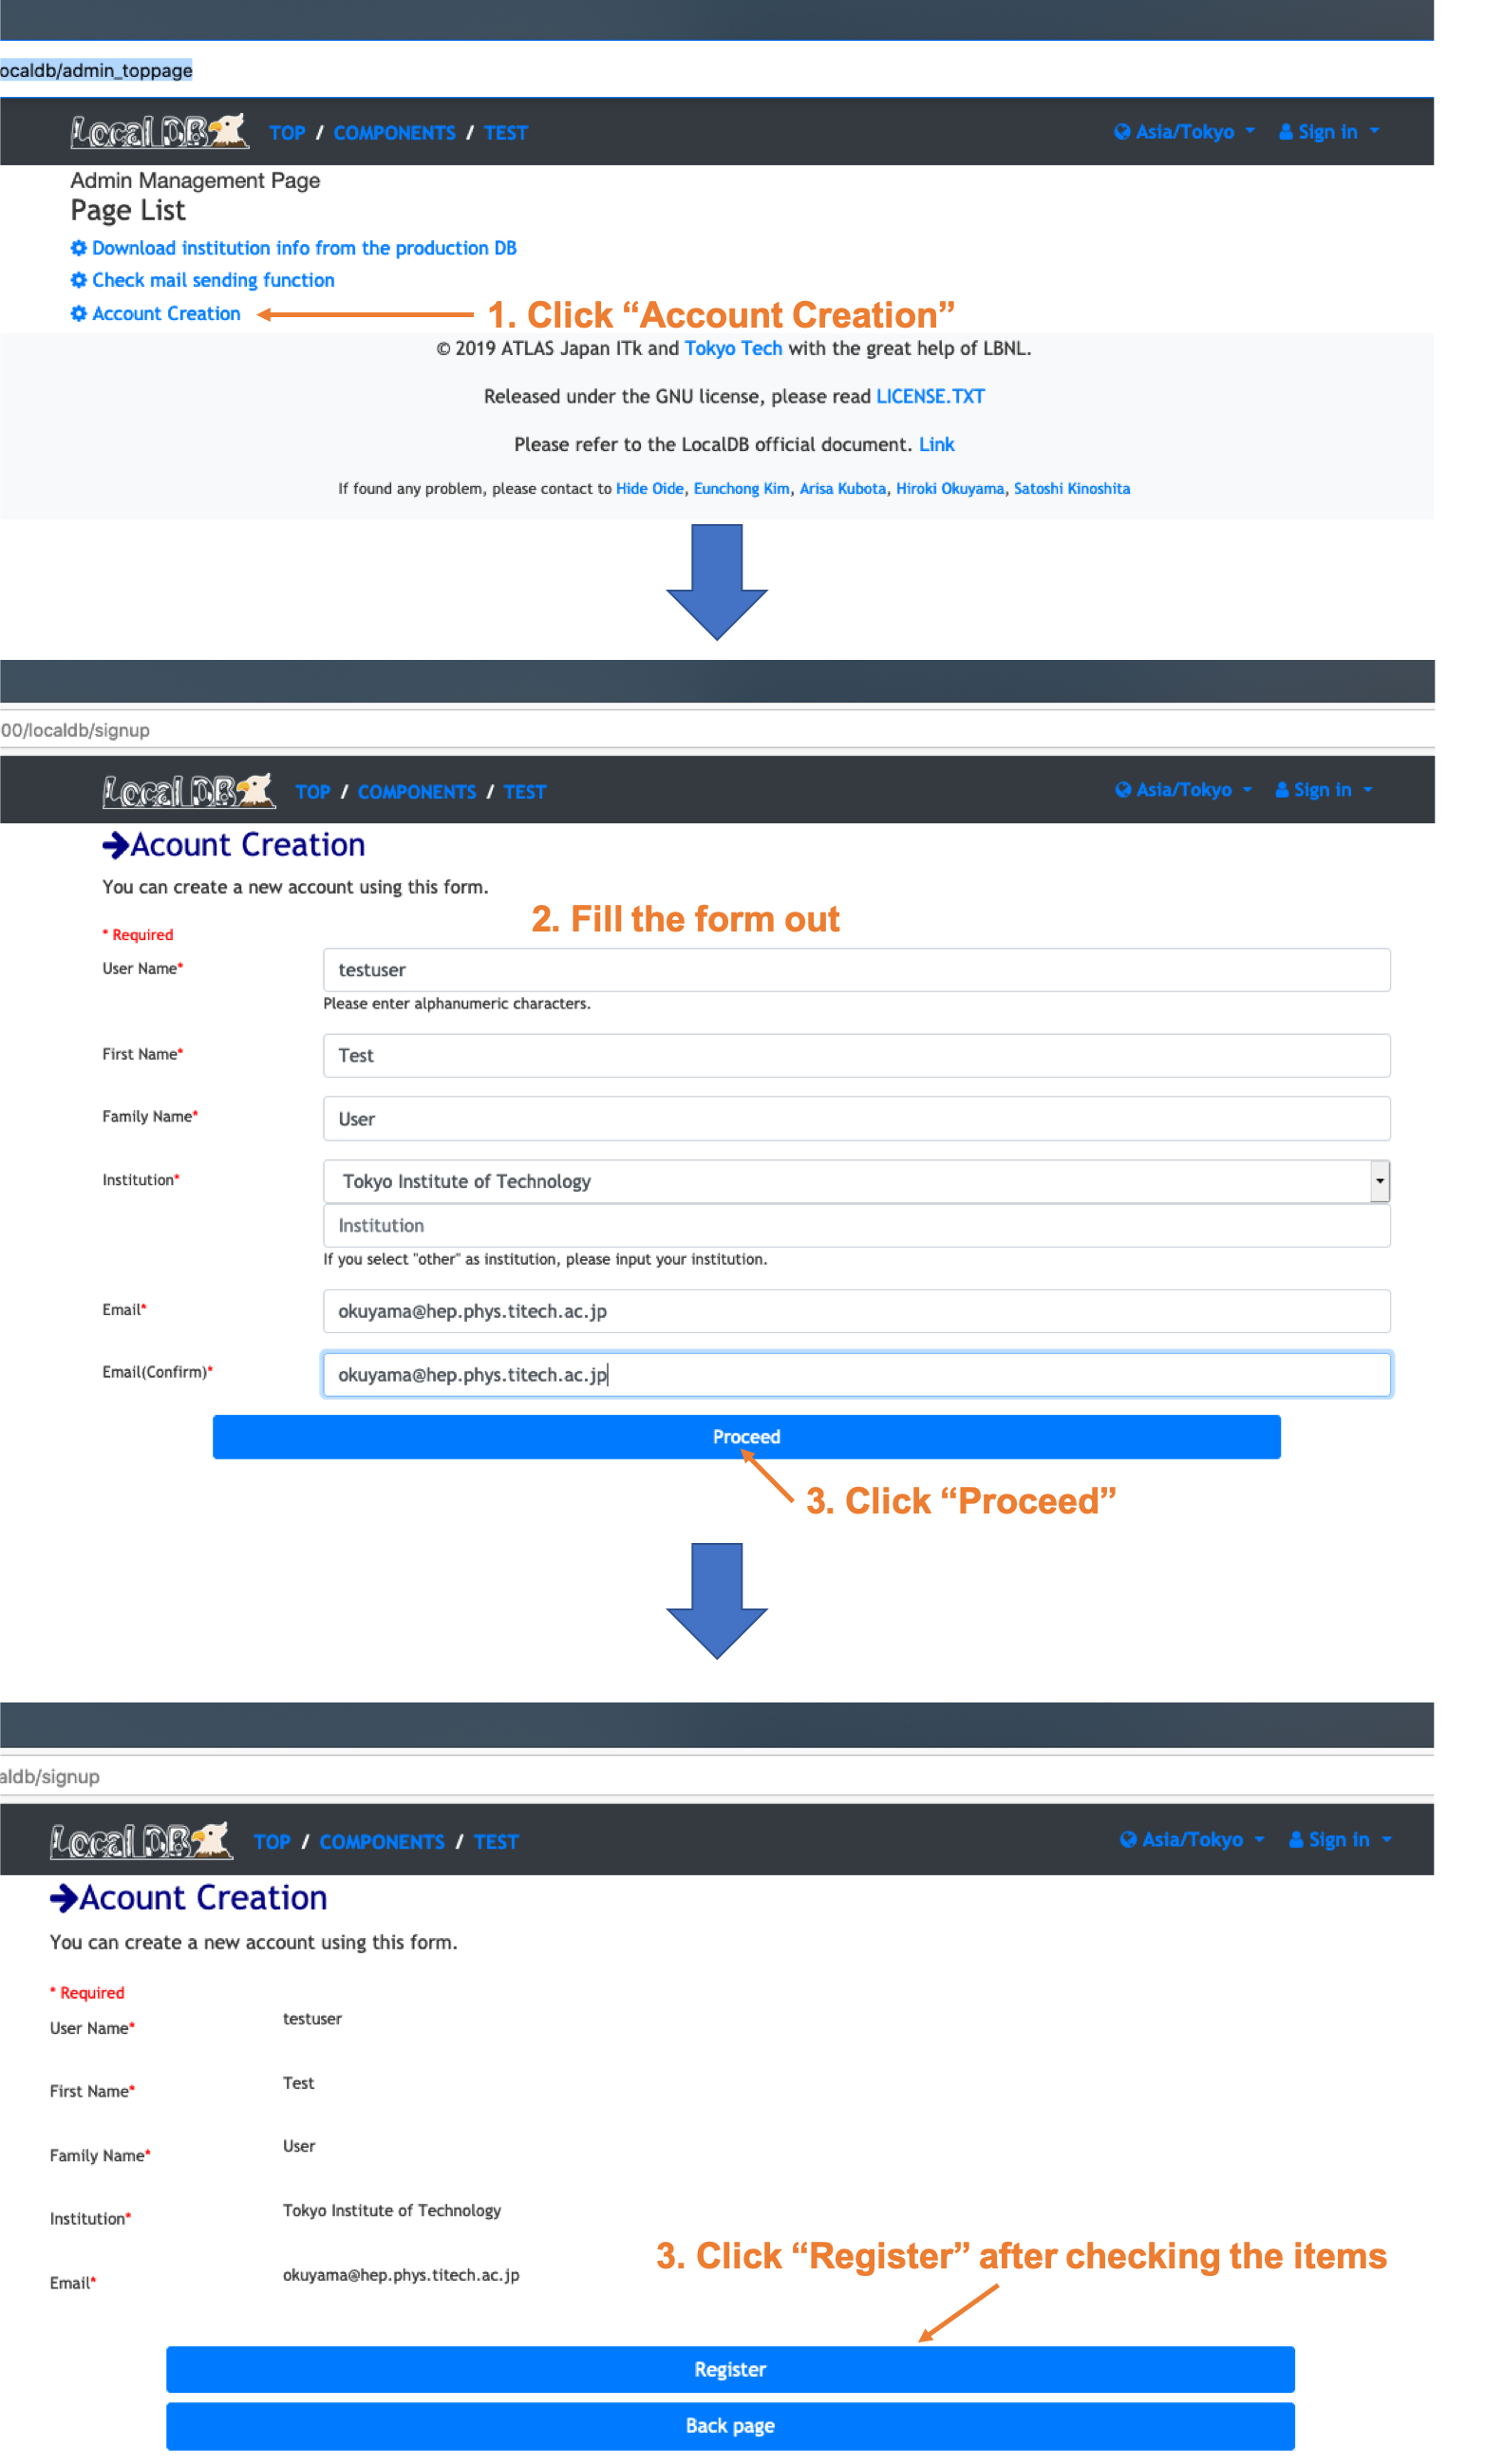 ocaldb/admin_toppage
Local DB TOP / COMPONENTS / TEST Asia/Tokyo Sign in
Admin Management Page
Page List
Download institution info from the production DB
Check mail sending function
Account Creation
1. Click “Account Creation”
© 2019 ATLAS Japan ITk and Tokyo Tech with the great help of LBNL.
Released under the GNU license, please read LICENSE.TXT
Please refer to the LocalDB official document. Link
If found any problem, please contact to Hide Oide, Eunchong Kim, Arisa Kubota, Hiroki Okuyama, Satoshi Kinoshita
00/localdb/signup
Local DB TOP / COMPONENTS / TEST Asia/Tokyo Sign in
Acount Creation
You can create a new account using this form.
2. Fill the form out
* Required
User Name* testuser
Please enter alphanumeric characters.
First Name* Test
Family Name* User
Institution* Tokyo Institute of Technology
Institution
If you select "other" as institution, please input your institution.
Email* okuyama@hep.phys.titech.ac.jp
Email(Confirm)* okuyama@hep.phys.titech.ac.jp
Proceed
3. Click “Proceed”
aldb/signup
Local DB TOP / COMPONENTS / TEST Asia/Tokyo Sign in
Acount Creation
You can create a new account using this form.
* Required
User Name* testuser
First Name* Test
Family Name* User
Institution* Tokyo Institute of Technology
3. Click “Register” after checking the items
Email* okuyama@hep.phys.titech.ac.jp
Register
Back page